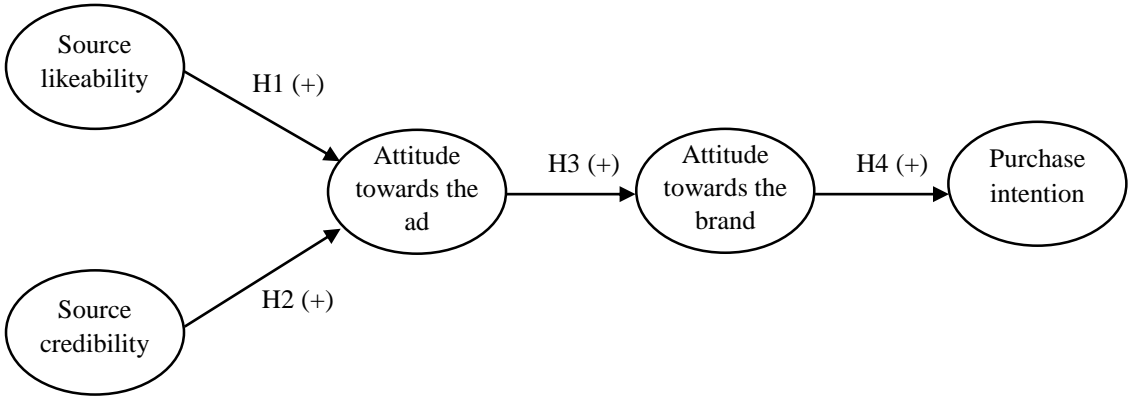 Source
likeability
H1 (+)
Attitude
towards the
ad
H3 (+)
Attitude
towards the
brand
H4 (+)
Purchase
intention
H2 (+)
Source
credibility